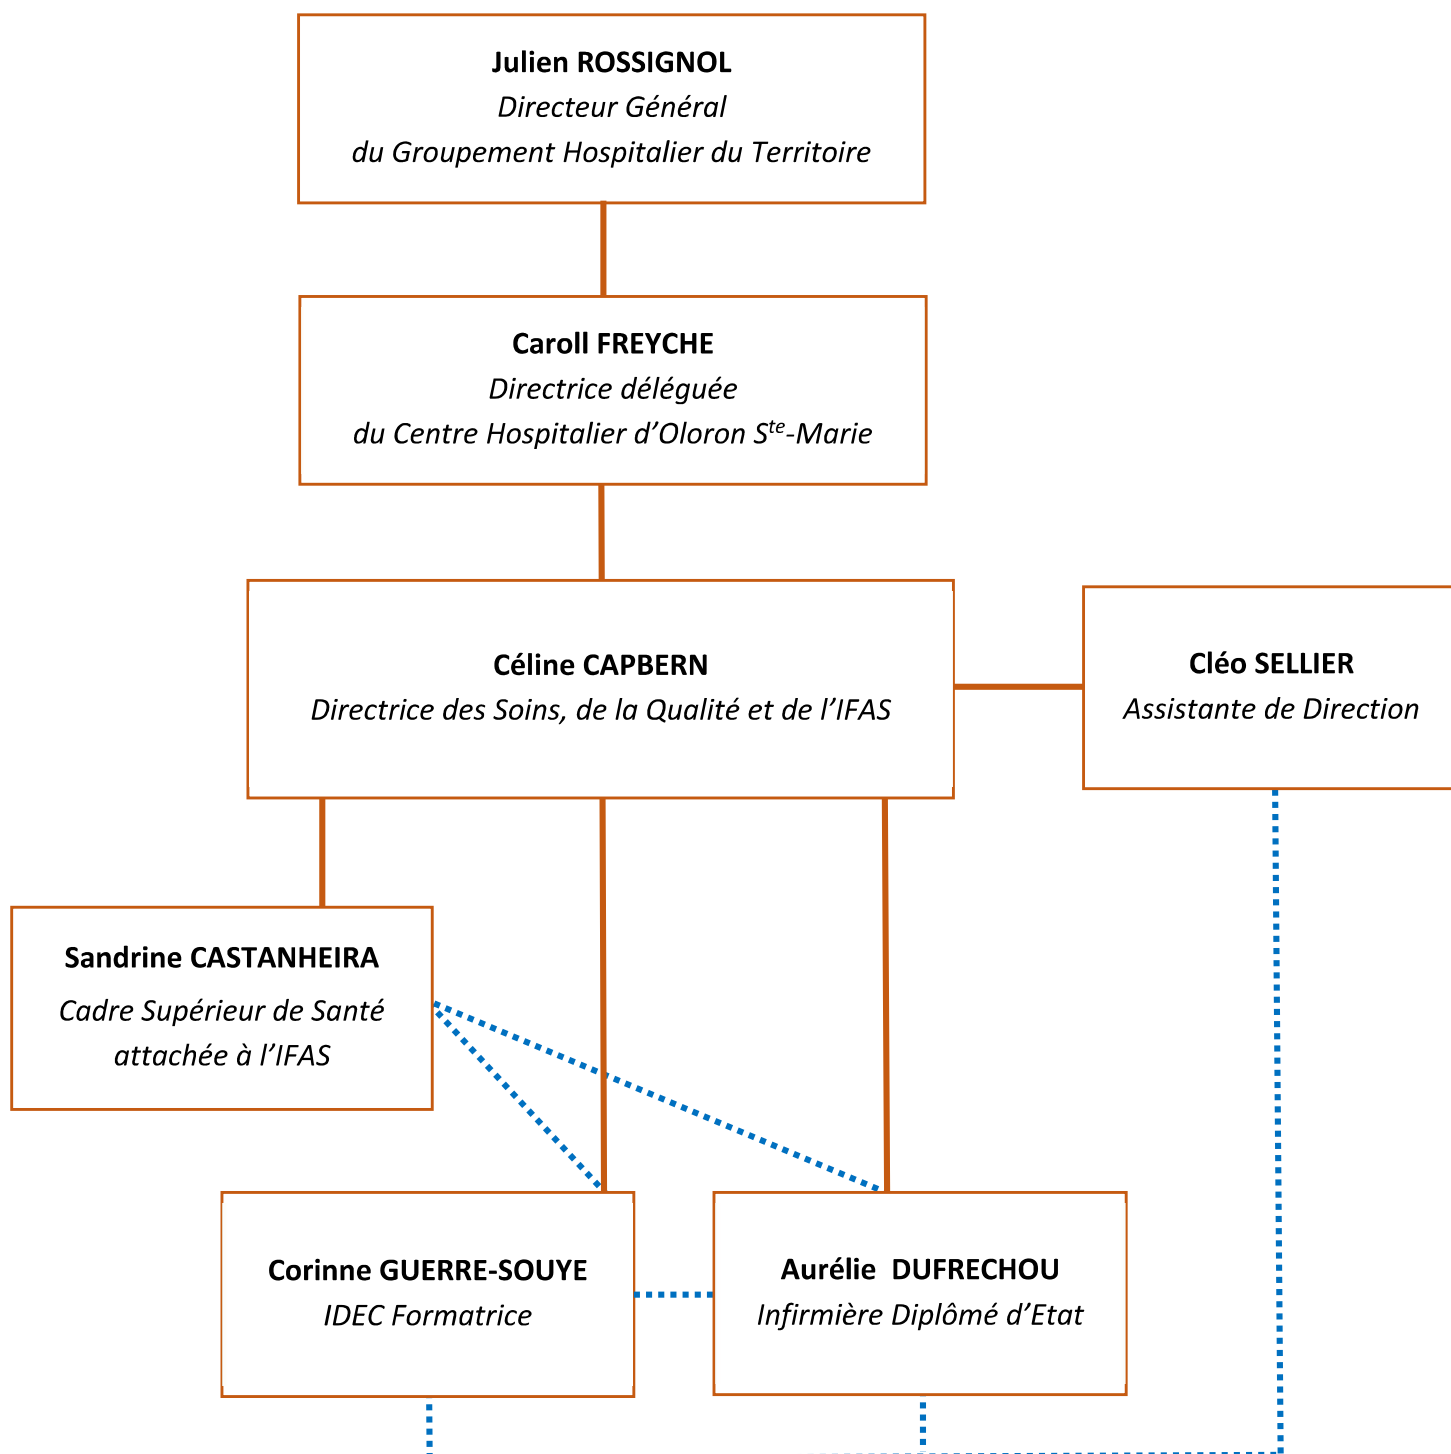 Julien ROSSIGNOL
Directeur Général
du Groupement Hospitalier du Territoire
Caroll FREYCHE
Directrice déléguée
du Centre Hospitalier d’Oloron Ste-Marie
Céline CAPBERN
Directrice des Soins, de la Qualité et de l’IFAS
Cléo SELLIER
Assistante de Direction
Sandrine CASTANHEIRA
Cadre Supérieur de Santé
attachée à l’IFAS
Corinne GUERRE-SOUYE
IDEC Formatrice
Aurélie  DUFRECHOU
Infirmière Diplômé d’Etat